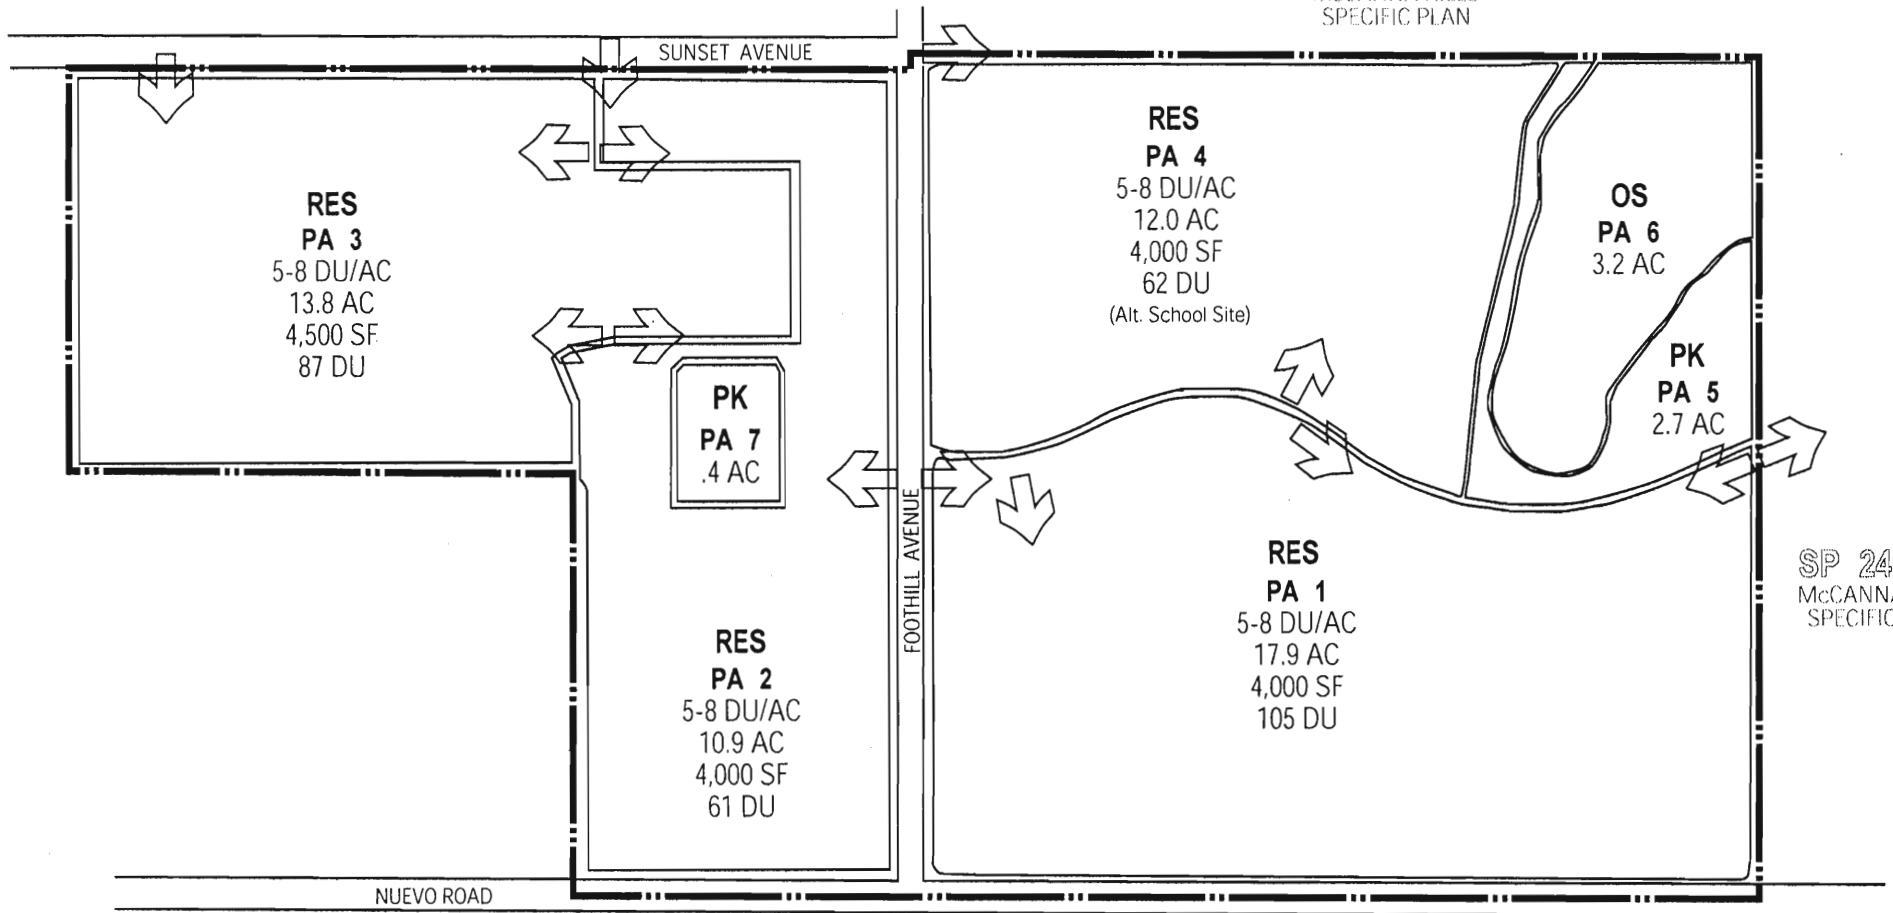 SPECIFIC PLAN
SUNSET AVENUE
RES
PA 3
5-8 DU/AC
13.8 AC
4,500 SF
87 DU
RES
PA 4
5-8 DU/AC
12.0 AC
4,000 SF
62 DU
(Alt. School Site)
OS
PA 6
3.2 AC
PK
PA 5
2.7 AC
PK
PA 7
.4 AC
FOOTHILL AVENUE
RES
PA 2
5-8 DU/AC
10.9 AC
4,000 SF
61 DU
RES
PA 1
5-8 DU/AC
17.9 AC
4,000 SF
105 DU
SP 24
McCANNA
SPECIFIC
NUEVO ROAD